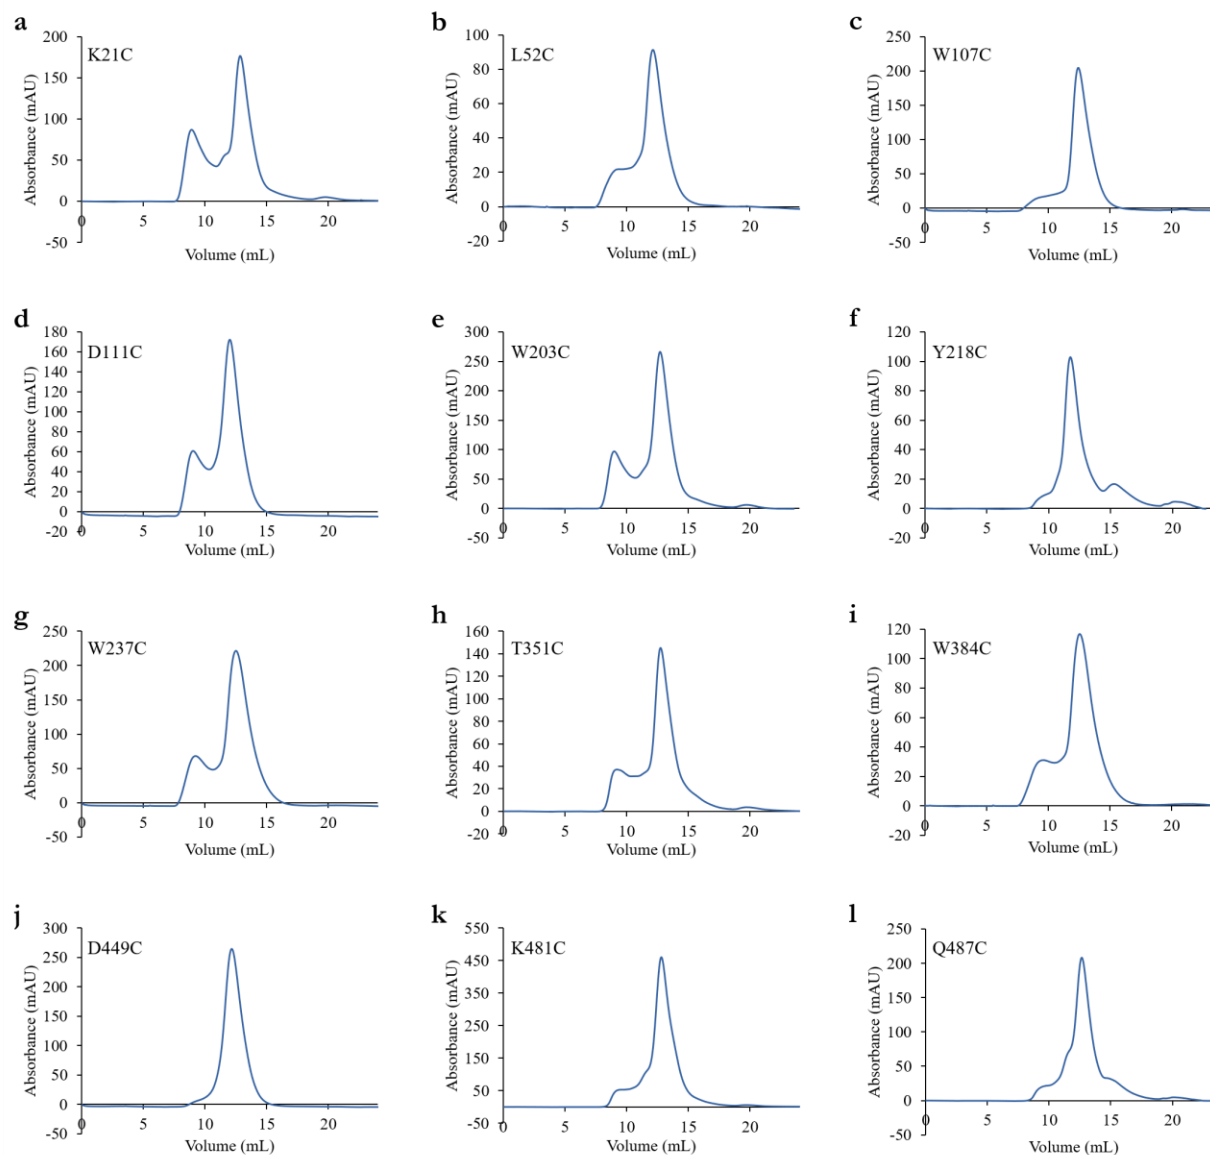 a
K21C
Absorbance (mAU)
200
150
100
50
0
-50
0 5 10 15 20
Volume (mL)
b
L52C
Absorbance (mAU)
100
80
60
40
20
0
-20
0 5 10 15 20
Volume (mL)
c
W107C
Absorbance (mAU)
250
200
150
100
50
0
-50
0 5 10 15 20
Volume (mL)
d
D111C
Absorbance (mAU)
180
160
140
120
100
80
60
40
20
0
-20
0 5 10 15 20
Volume (mL)
e
W203C
Absorbance (mAU)
300
250
200
150
100
50
0
-50
0 5 10 15 20
Volume (mL)
f
Y218C
Absorbance (mAU)
120
100
80
60
40
20
0
-20
0 5 10 15 20
Volume (mL)
g
W237C
Absorbance (mAU)
250
200
150
100
50
0
-50
0 5 10 15 20
Volume (mL)
h
T351C
Absorbance (mAU)
160
140
120
100
80
60
40
20
0
-20
0 5 10 15 20
Volume (mL)
i
W384C
Absorbance (mAU)
120
100
80
60
40
20
0
-20
0 5 10 15 20
Volume (mL)
j
D449C
Absorbance (mAU)
300
250
200
150
100
50
0
-50
0 5 10 15 20
Volume (mL)
k
K481C
Absorbance (mAU)
550
450
350
250
150
50
-50
0 5 10 15 20
Volume (mL)
l
Q487C
Absorbance (mAU)
250
200
150
100
50
0
-50
0 5 10 15 20
Volume (mL)